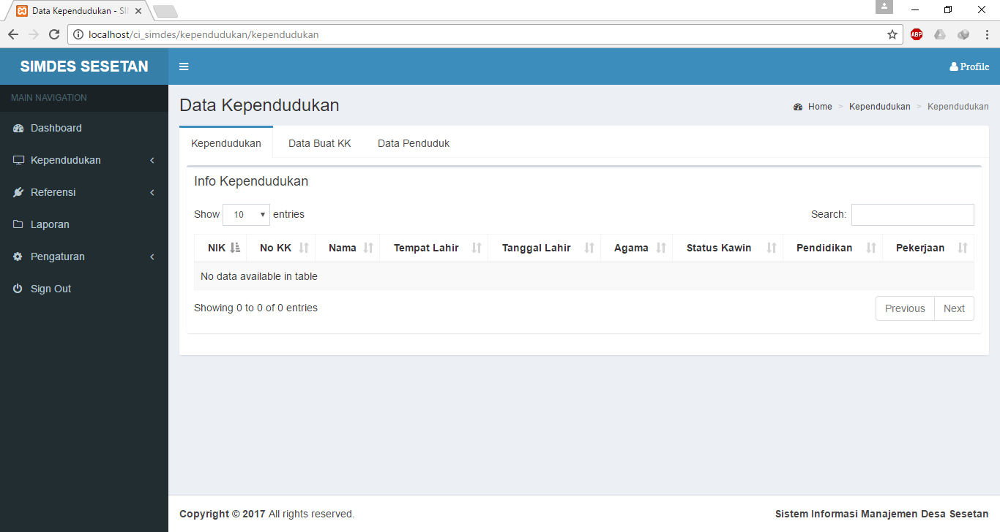 Data Kependudukan - SI
localhost/ci_simdes/kependudukan/kependudukan
ABP
SIMDES SESETAN
Profile
MAIN NAVIGATION
Dashboard
Kependudukan
Referensi
Laporan
Pengaturan
Sign Out
Data Kependudukan
Home > Kependudukan > Kependudukan
Kependudukan Data Buat KK Data Penduduk
Info Kependudukan
Show 10 entries Search:
NIK No KK Nama Tempat Lahir Tanggal Lahir Agama Status Kawin Pendidikan Pekerjaan
No data available in table
Showing 0 to 0 of 0 entries Previous Next
Copyright © 2017 All rights reserved. Sistem Informasi Manajemen Desa Sesetan